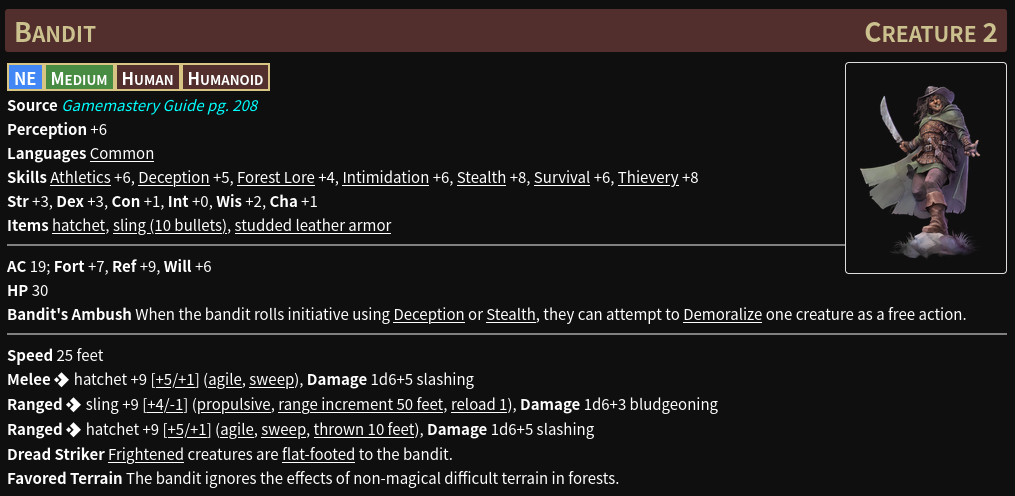 Bandit Creature 2
NE Medium Human Humanoid
Source Gamemastery Guide pg. 208
Perception +6
Languages Common
Skills Athletics +6, Deception +5, Forest Lore +4, Intimidation +6, Stealth +8, Survival +6, Thievery +8
Str +3, Dex +3, Con +1, Int +0, Wis +2, Cha +1
Items hatchet, sling (10 bullets), studded leather armor
AC 19; Fort +7, Ref +9, Will +6
HP 30
Bandit's Ambush When the bandit rolls initiative using Deception or Stealth, they can attempt to Demoralize one creature as a free action.
Speed 25 feet
Melee ◆ hatchet +9 [+5/+1] (agile, sweep), Damage 1d6+5 slashing
Ranged ◆ sling +9 [+4/-1] (propulsive, range increment 50 feet, reload 1), Damage 1d6+3 bludgeoning
Ranged ◆ hatchet +9 [+5/+1] (agile, sweep, thrown 10 feet), Damage 1d6+5 slashing
Dread Striker Frightened creatures are flat-footed to the bandit.
Favored Terrain The bandit ignores the effects of non-magical difficult terrain in forests.